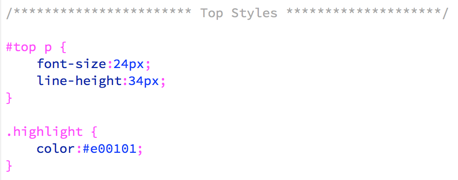 /*********************** Top Styles ********************/
#top p {
font-size:24px;
line-height:34px;
}
.highlight {
color:#e00101;
}